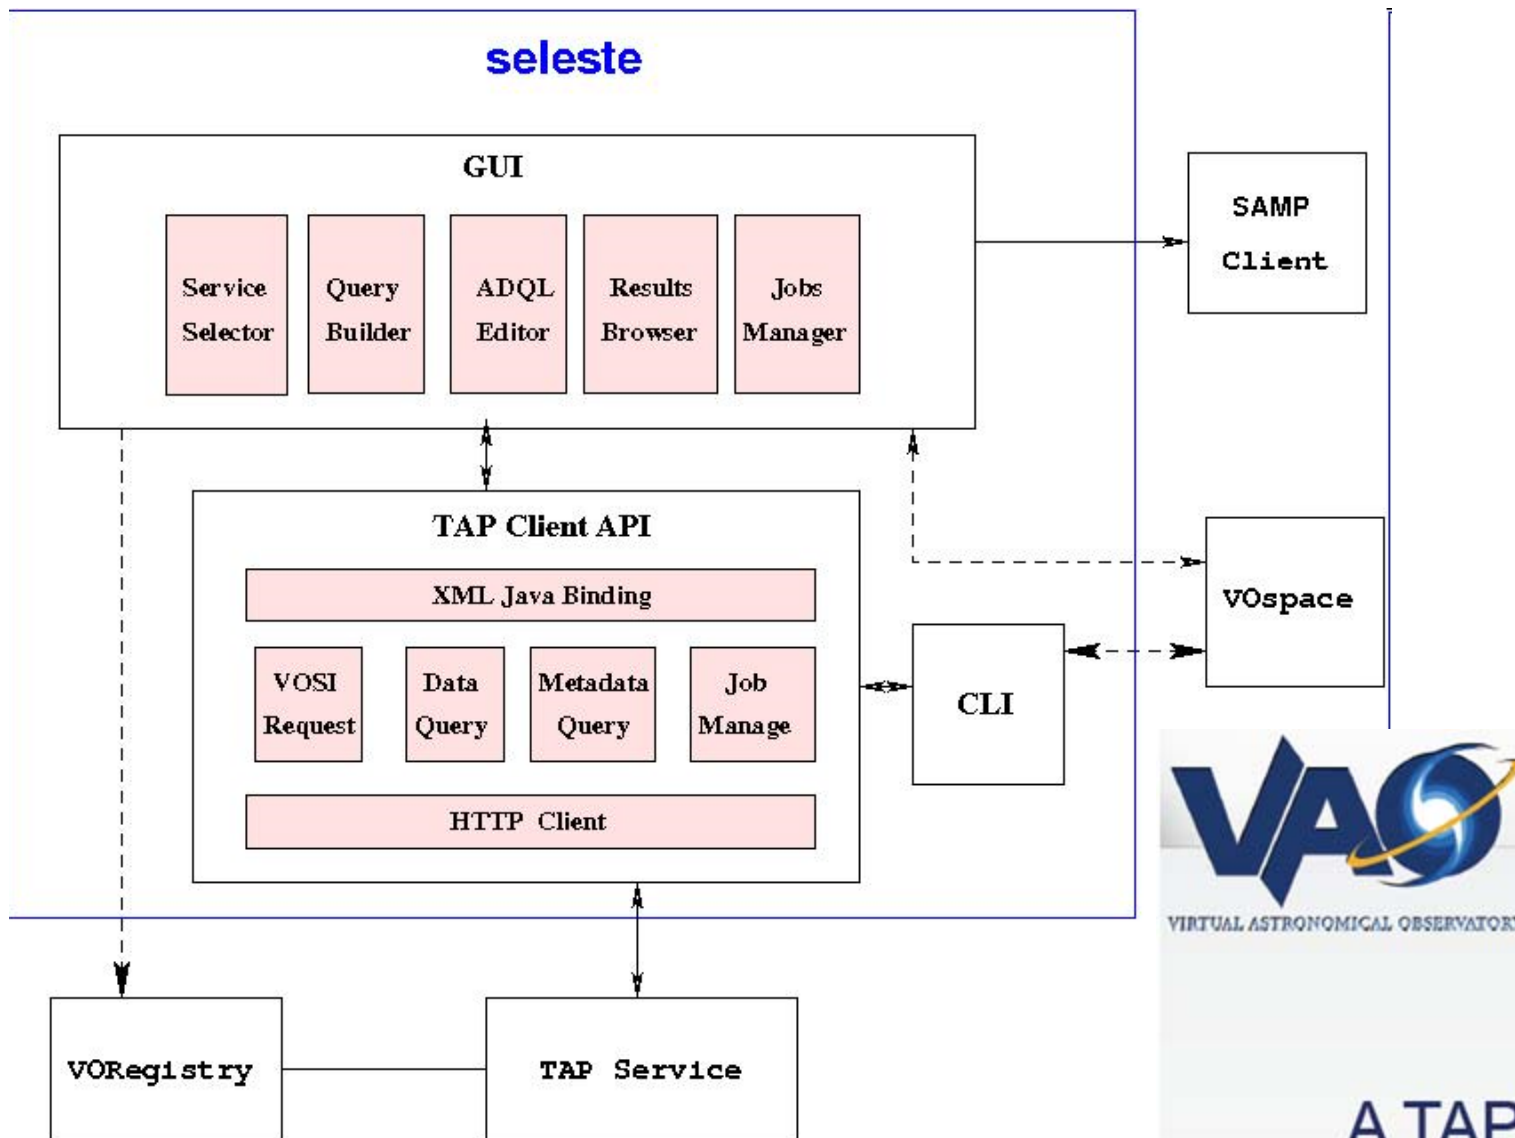 seleste
GUI
Service
Selector
Query
Builder
ADQL
Editor
Results
Browser
Jobs
Manager
SAMP
Client
TAP Client API
XML Java Binding
VOSI
Request
Data
Query
Metadata
Query
Job
Manage
HTTP Client
CLI
VOspace
VAO
VIRTUAL ASTRONOMICAL OBSERVATORY
VORegistry
TAP Service
A TAP